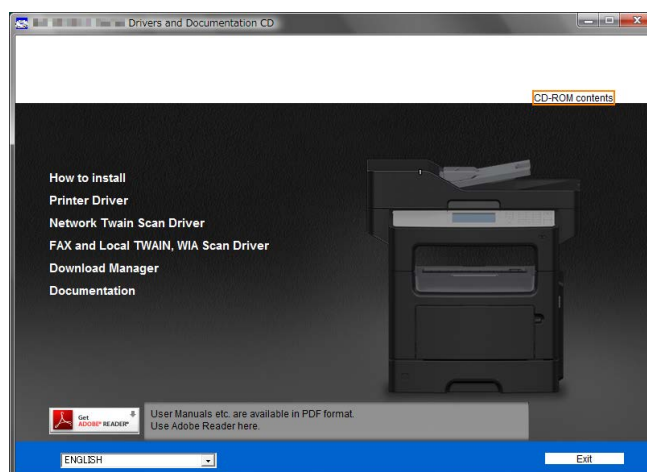 Drivers and Documentation CD
CD-ROM contents
How to install
Printer Driver
Network Twain Scan Driver
FAX and Local TWAIN, WIA Scan Driver
Download Manager
Documentation
Get
ADOBE® READER®
User Manuals etc. are available in PDF format.
Use Adobe Reader here.
ENGLISH
Exit